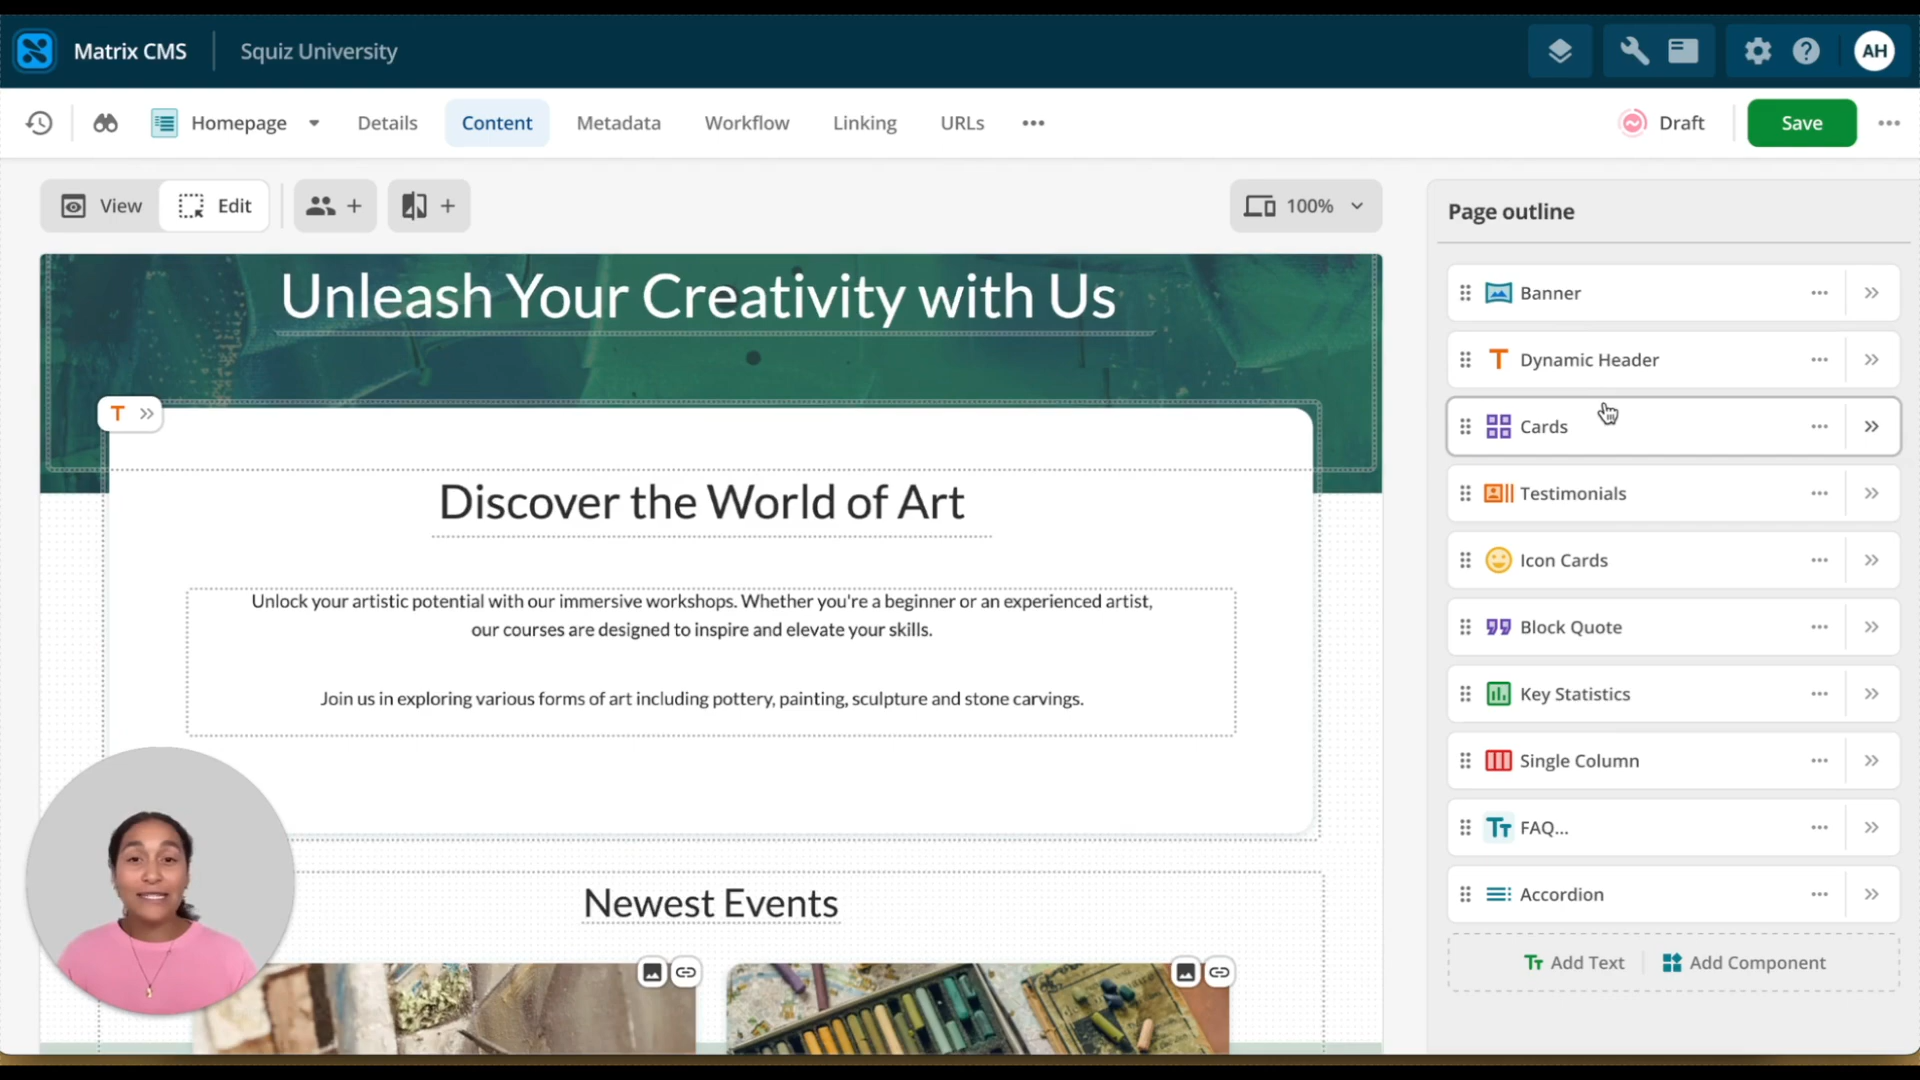 Matrix CMS
Squiz University
AH
Homepage
Details
Content
Metadata
Workflow
Linking
URLs
Draft
Save
View
Edit
100%
Unleash Your Creativity with Us
Discover the World of Art
Unlock your artistic potential with our immersive workshops. Whether you're a beginner or an experienced artist,
our courses are designed to inspire and elevate your skills.
Join us in exploring various forms of art including pottery, painting, sculpture and stone carvings.
Newest Events
Page outline
Banner
Dynamic Header
Cards
Testimonials
Icon Cards
Block Quote
Key Statistics
Single Column
FAQ...
Accordion
Add Text
Add Component